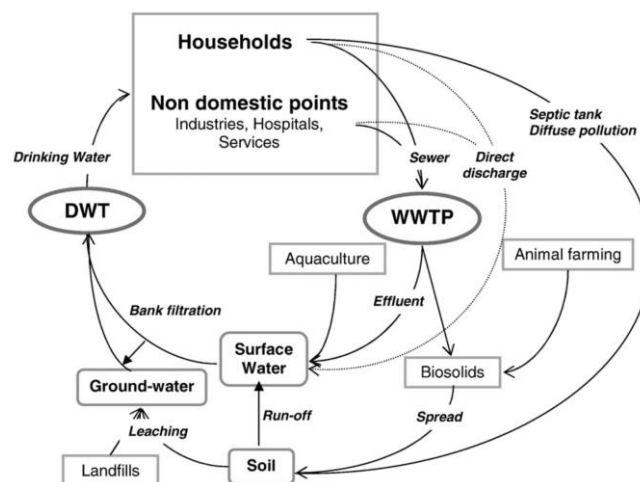 Households
Non domestic points
Industries, Hospitals,
Services
Septic tank
Diffuse pollution
Drinking Water
Sewer
Direct
discharge
DWT
WWTP
Aquaculture
Animal farming
Effluent
Bank filtration
Surface
Water
Ground-water
Biosolids
Run-off
Spread
Leaching
Landfills
Soil